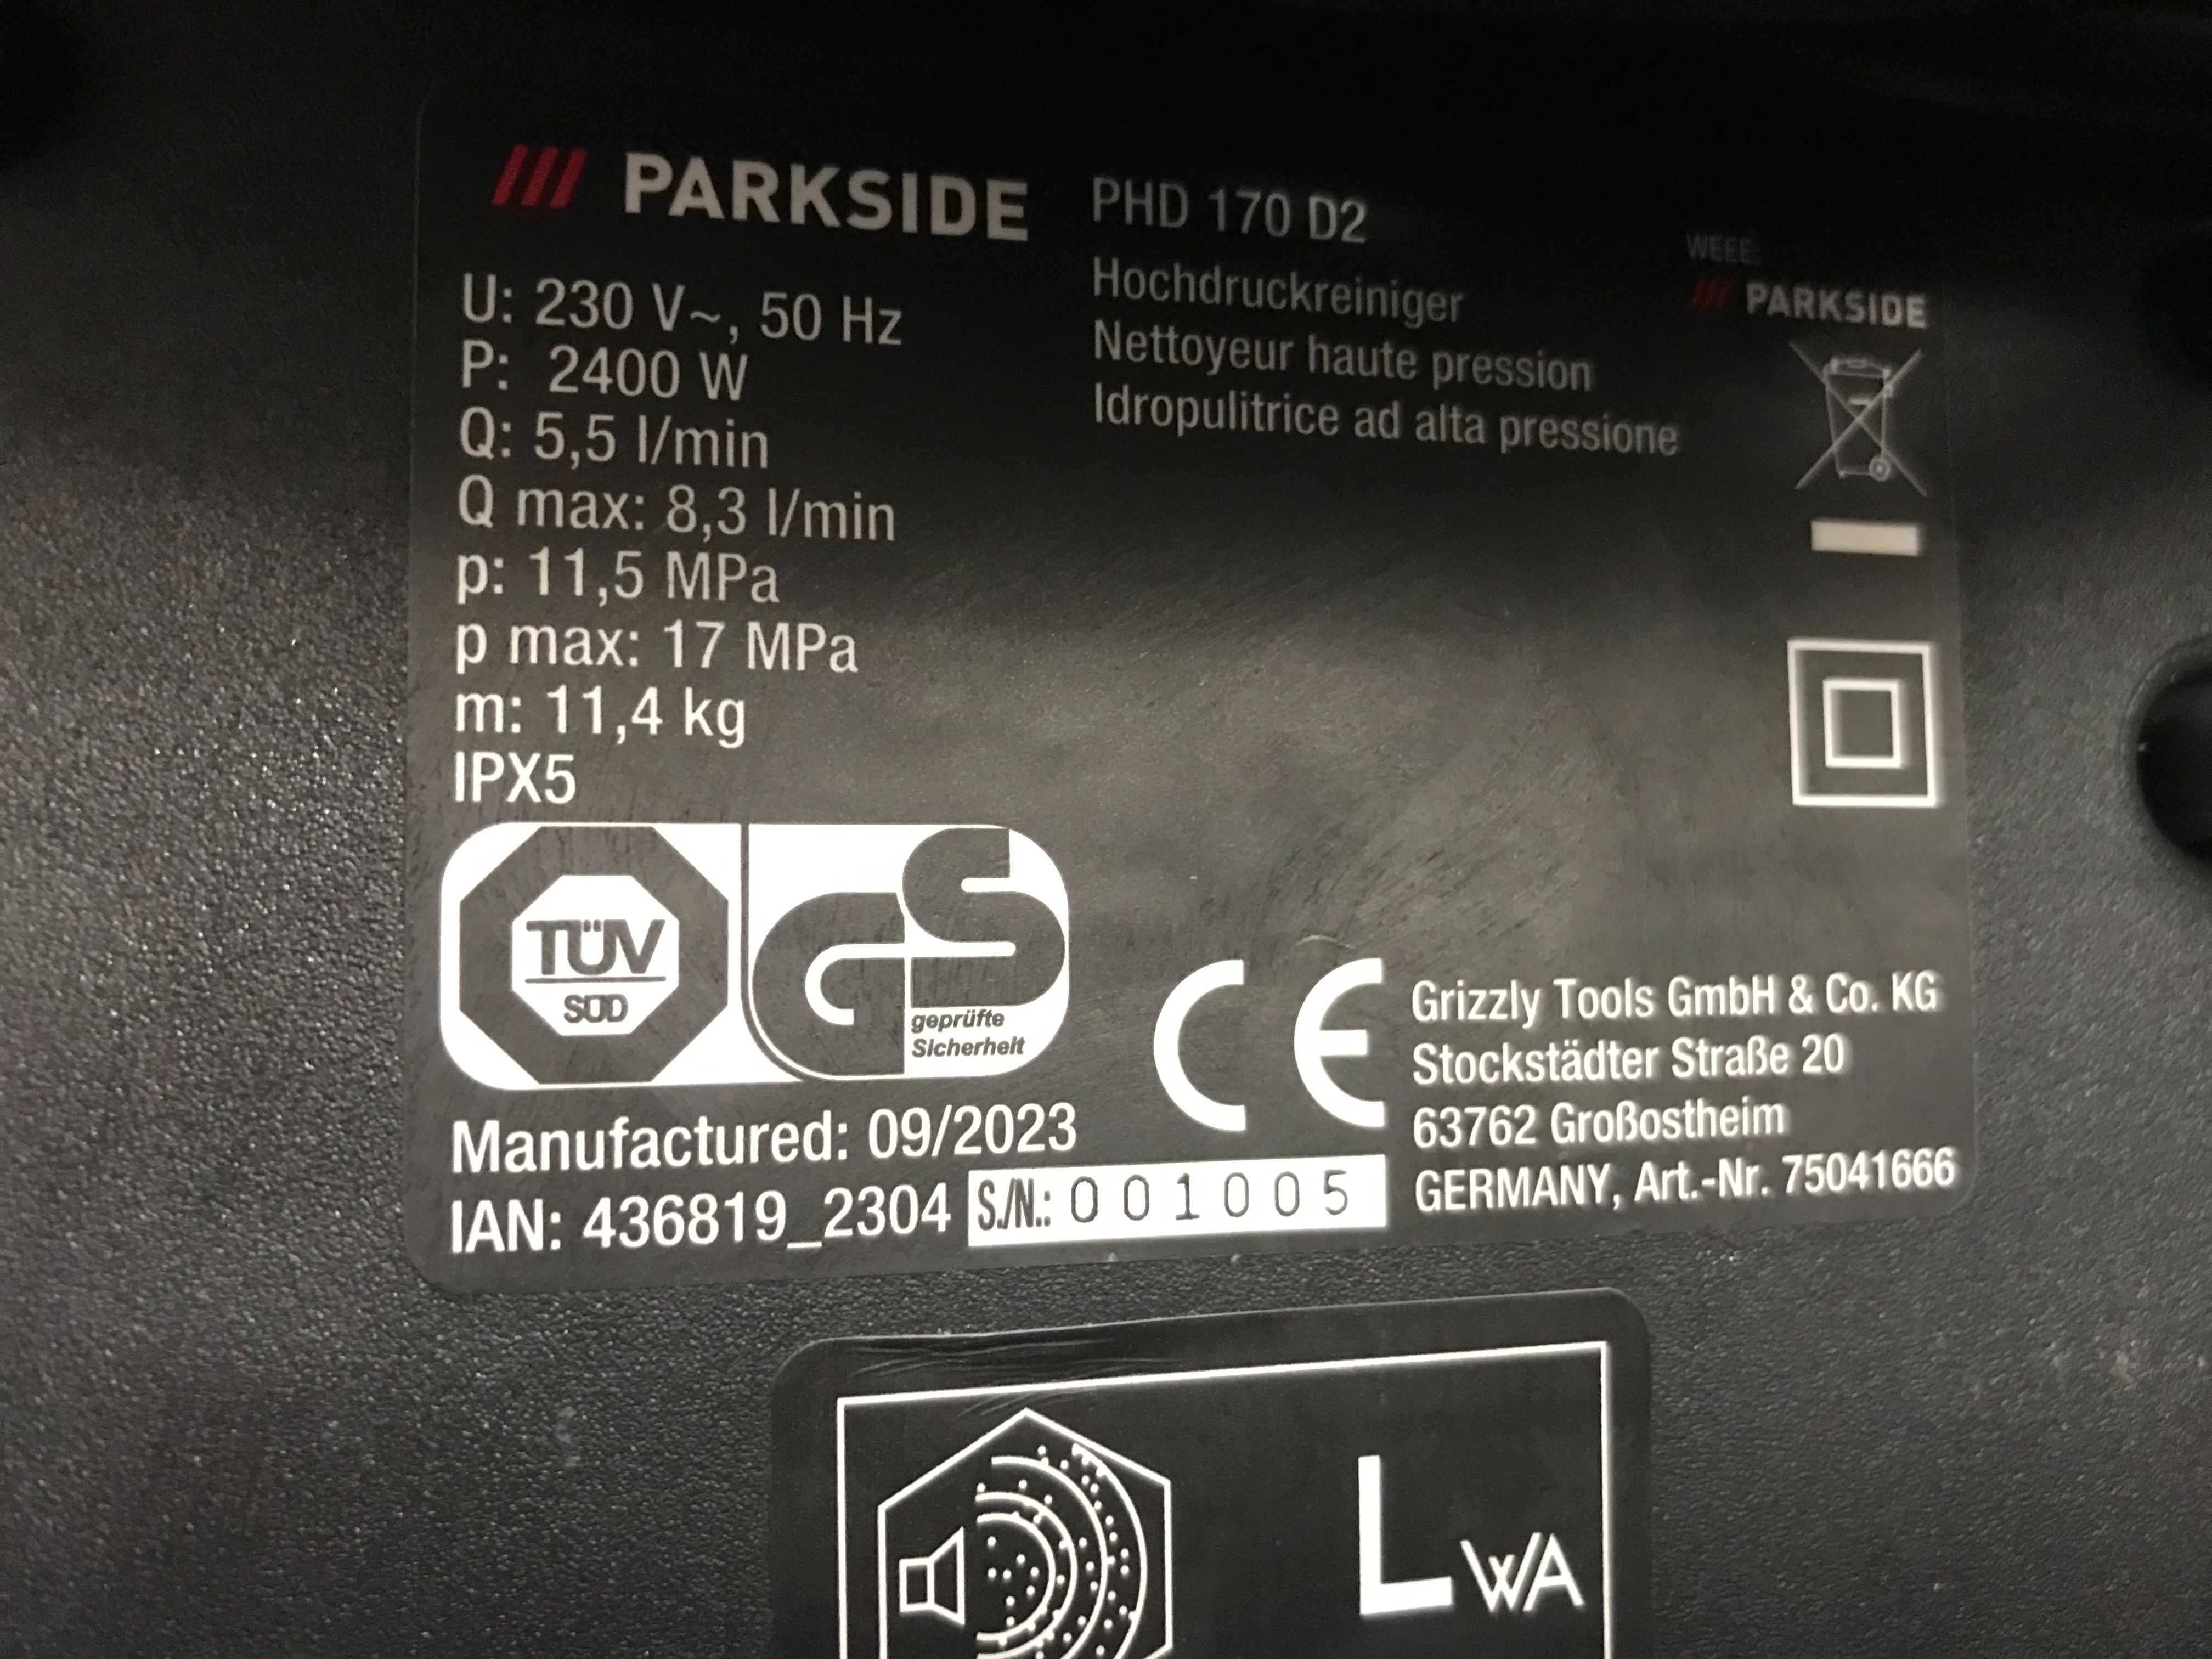 PARKSIDE
PHD 170 D2
Hochdruckreiniger
Nettoyeur haute pression
Idropulitrice ad alta pressione
WEEE:
PARKSIDE
U: 230 V~, 50 Hz
P: 2400 W
Q: 5,5 l/min
Q max: 8,3 l/min
p: 11,5 MPa
p max: 17 MPa
m: 11,4 kg
IPX5
TÜV
SÜD
GS
geprüfte
Sicherheit
CE
Grizzly Tools GmbH & Co. KG
Stockstädter Straße 20
63762 Großostheim
GERMANY, Art.-Nr. 75041666
Manufactured: 09/2023
IAN: 436819_2304 S./N.: 001005
LWA